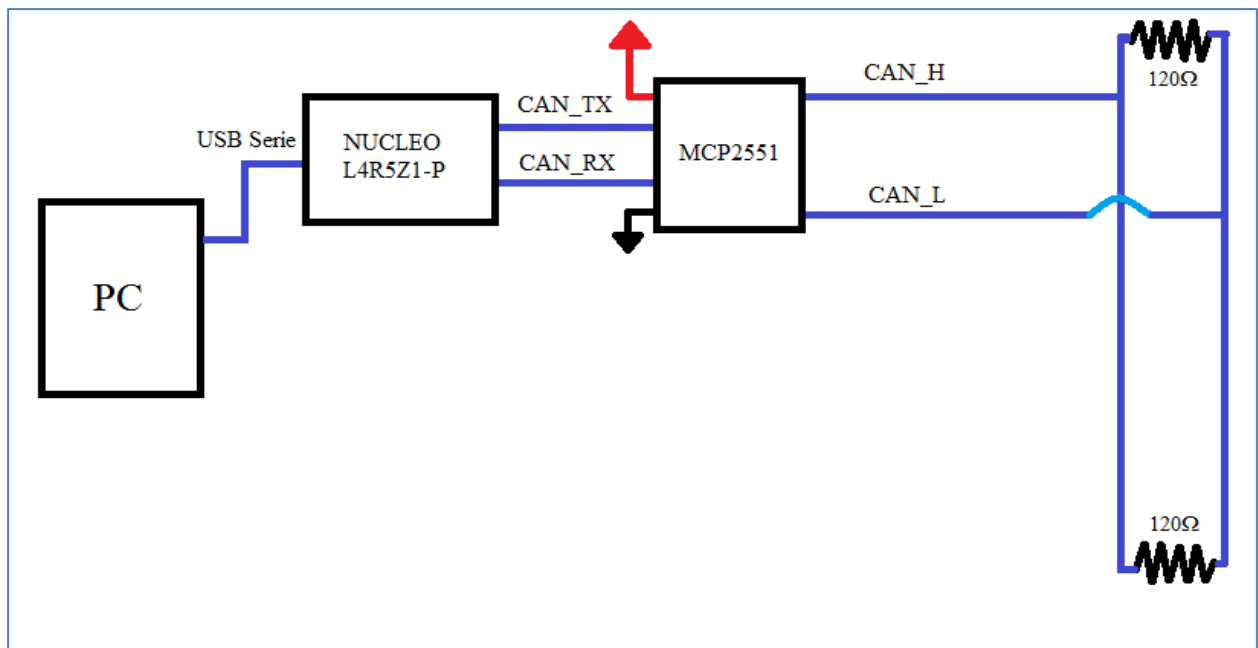 120Ω
CAN_H
CAN_TX
USB Serie
NUCLEO
L4R5Z1-P
MCP2551
CAN_RX
CAN_L
PC
120Ω